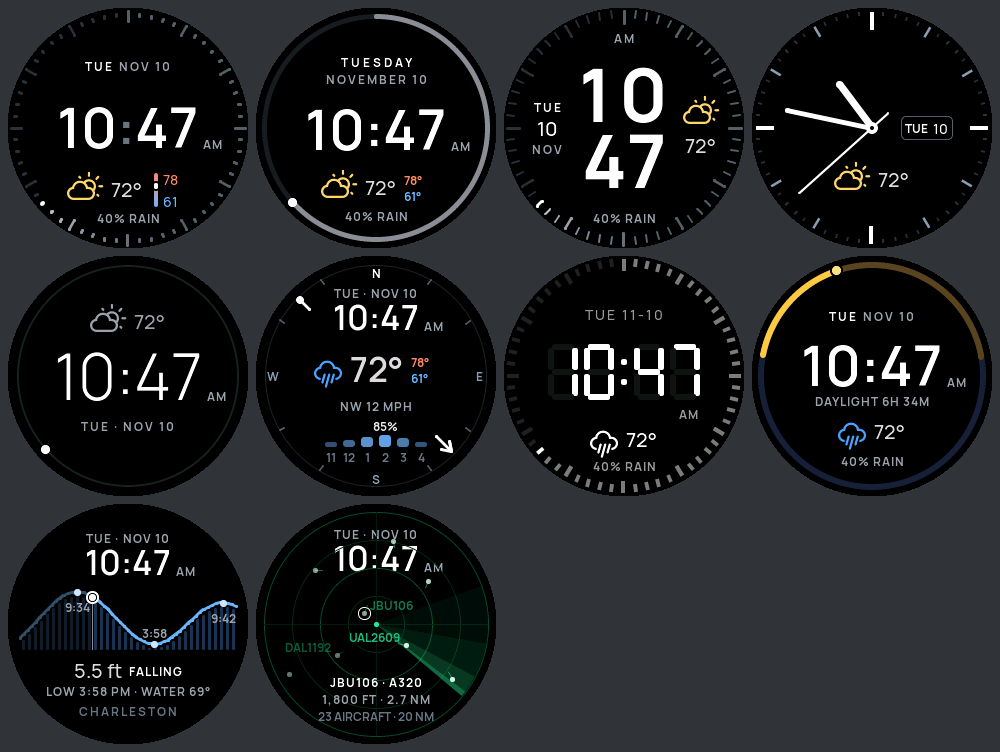 TUE NOV 10
10:47 AM
72° 78
61
40% RAIN
TUESDAY
NOVEMBER 10
10:47 AM
72° 78°
61°
40% RAIN
AM
10
47
TUE
10
NOV
72°
40% RAIN
TUE 10
72°
72°
10:47 AM
TUE · NOV 10
N
TUE · NOV 10
10:47 AM
W
E
72° 78°
61°
NW 12 MPH
85%
11 12 1 2 3 4
S
TUE 11-10
10:47
AM
72°
40% RAIN
TUE NOV 10
10:47 AM
DAYLIGHT 6H 34M
72°
40% RAIN
TUE · NOV 10
10:47 AM
9:34
3:58
9:42
5.5 ft FALLING
LOW 3:58 PM · WATER 69°
CHARLESTON
TUE · NOV 10
10:47 AM
JBU106
UAL2609
DAL1192
JBU106 · A320
1,800 FT · 2.7 NM
23 AIRCRAFT · 20 NM